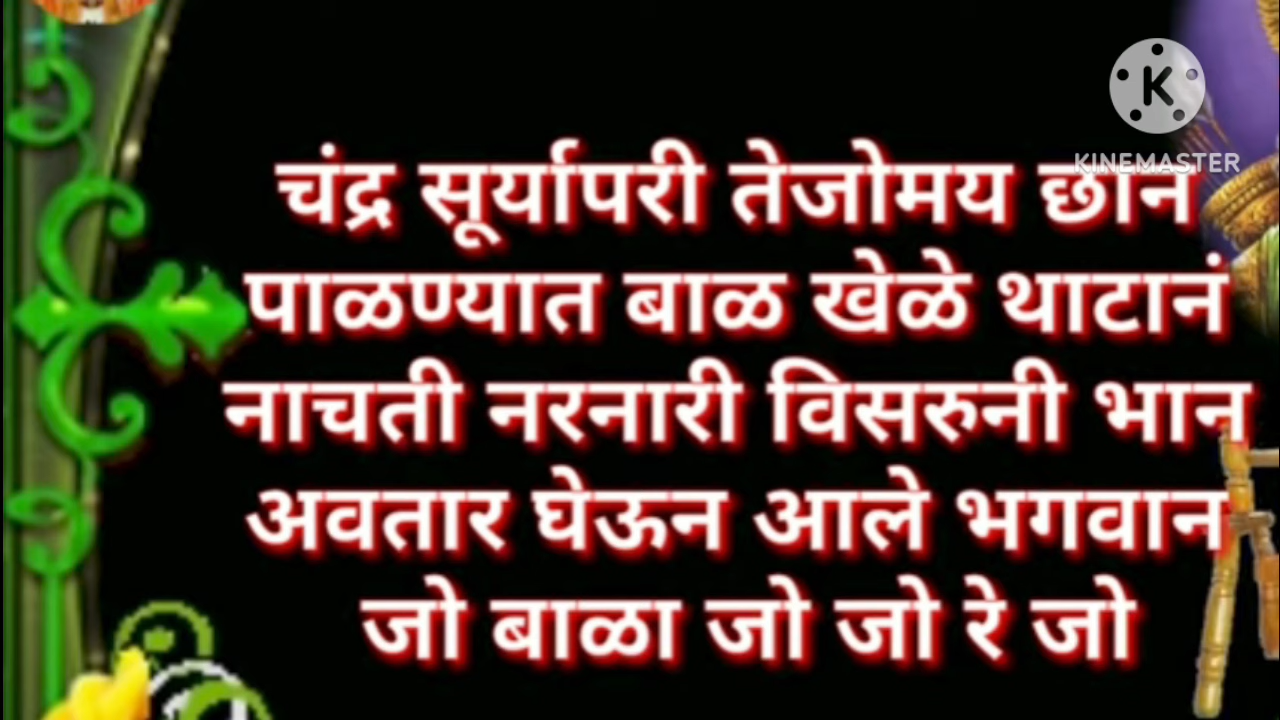 KINEMASTER
चंद्र सूर्यापरी तेजोमय छान
पाळण्यात बाळ खेळे थाटानं
नाचती नरनारी विसरुनी भान
अवतार घेऊन आले भगवान
जो बाळा जो जो रे जो